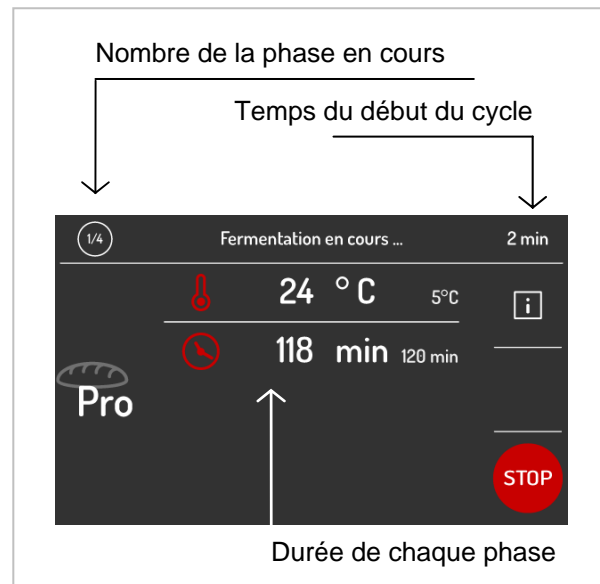 Nombre de la phase en cours
Temps du début du cycle
1/4 Fermentation en cours ... 2 min
24 °C 5°C
i
118 min 120 min
Pro
STOP
Durée de chaque phase